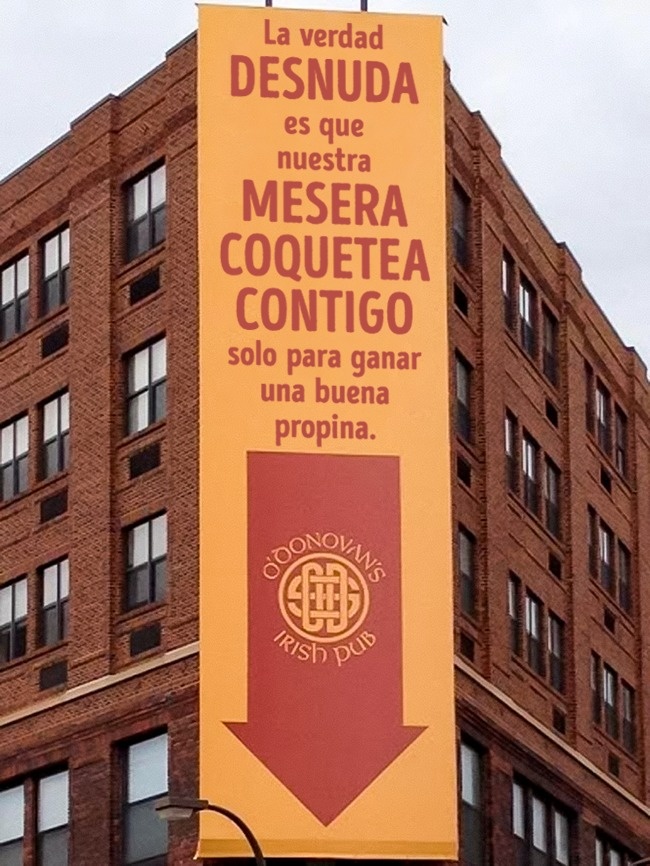 La verdad
DESNUDA
es que
nuestra
MESERA
COQUETEA
CONTIGO
solo para ganar
una buena
propina.
O'DONOVAN'S
IRISH PUB